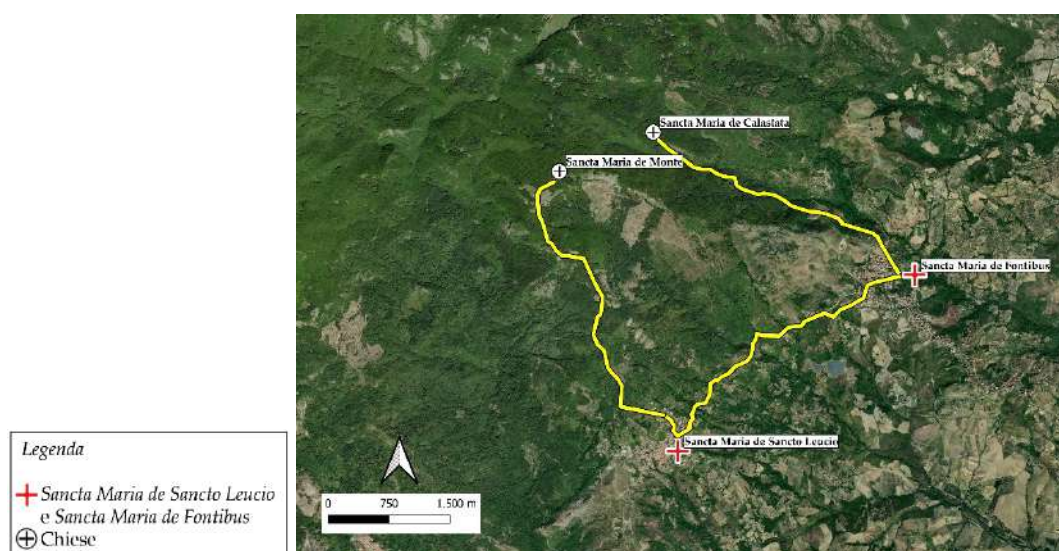 Sancta Maria de Calastata
Sancta Maria de Monte
Sancta Maria de Fontibus
Sancta Maria de Sancto Leucio
0 750 1.500 m
Legenda
Sancta Maria de Sancto Leucio
e Sancta Maria de Fontibus
Chiese